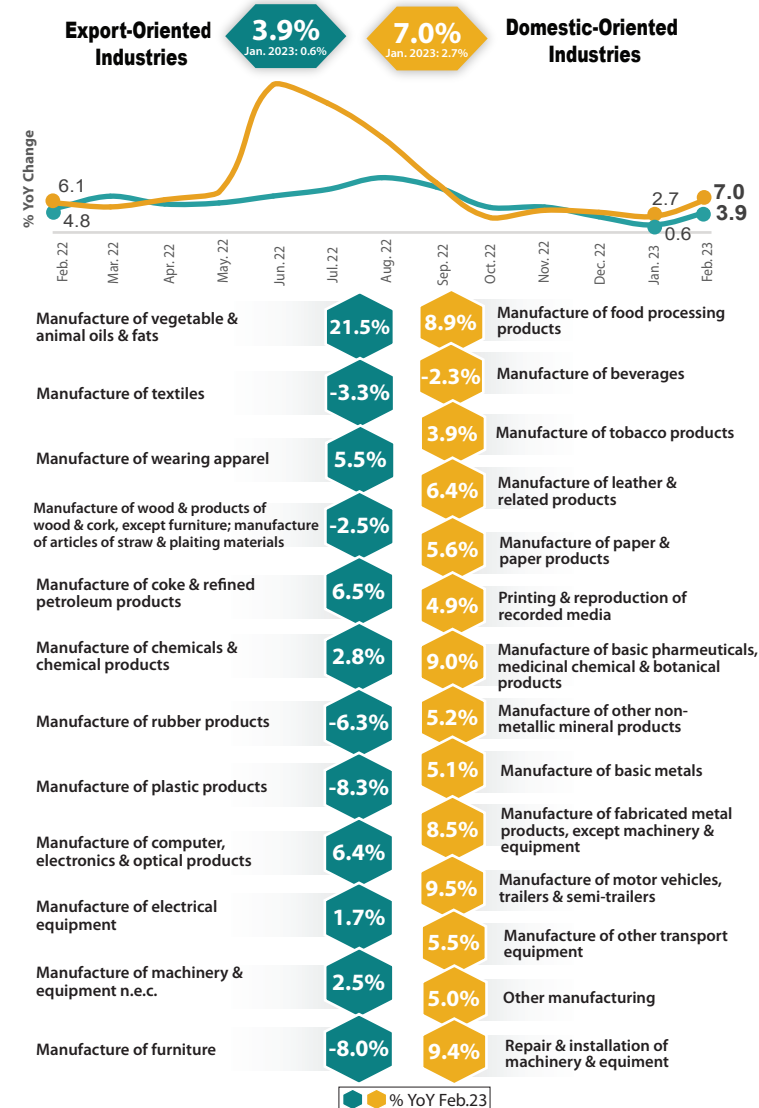 Export-Oriented
Industries
3.9%
Jan. 2023: 0.6%
7.0%
Jan. 2023: 2.7%
Domestic-Oriented
Industries
% YoY Change
6.1
4.8
2.7
0.6
7.0
3.9
Feb. 22
Mar. 22
Apr. 22
May. 22
Jun. 22
Jul. 22
Aug. 22
Sep. 22
Oct. 22
Nov. 22
Dec. 22
Jan. 23
Feb. 23
Manufacture of vegetable &
animal oils & fats
21.5%
Manufacture of textiles
-3.3%
Manufacture of wearing apparel
5.5%
Manufacture of wood & products of
wood & cork, except furniture; manufacture
of articles of straw & plaiting materials
-2.5%
Manufacture of coke & refined
petroleum products
6.5%
Manufacture of chemicals &
chemical products
2.8%
Manufacture of rubber products
-6.3%
Manufacture of plastic products
-8.3%
Manufacture of computer,
electronics & optical products
6.4%
Manufacture of electrical
equipment
1.7%
Manufacture of machinery &
equipment n.e.c.
2.5%
Manufacture of furniture
-8.0%
8.9%
Manufacture of food processing
products
-2.3%
Manufacture of beverages
3.9%
Manufacture of tobacco products
6.4%
Manufacture of leather &
related products
5.6%
Manufacture of paper &
paper products
4.9%
Printing & reproduction of
recorded media
9.0%
Manufacture of basic pharmeuticals,
medicinal chemical & botanical
products
5.2%
Manufacture of other non-
metallic mineral products
5.1%
Manufacture of basic metals
8.5%
Manufacture of fabricated metal
products, except machinery &
equipment
9.5%
Manufacture of motor vehicles,
trailers & semi-trailers
5.5%
Manufacture of other transport
equipment
5.0%
Other manufacturing
9.4%
Repair & installation of
machinery & equiment
% YoY Feb.23